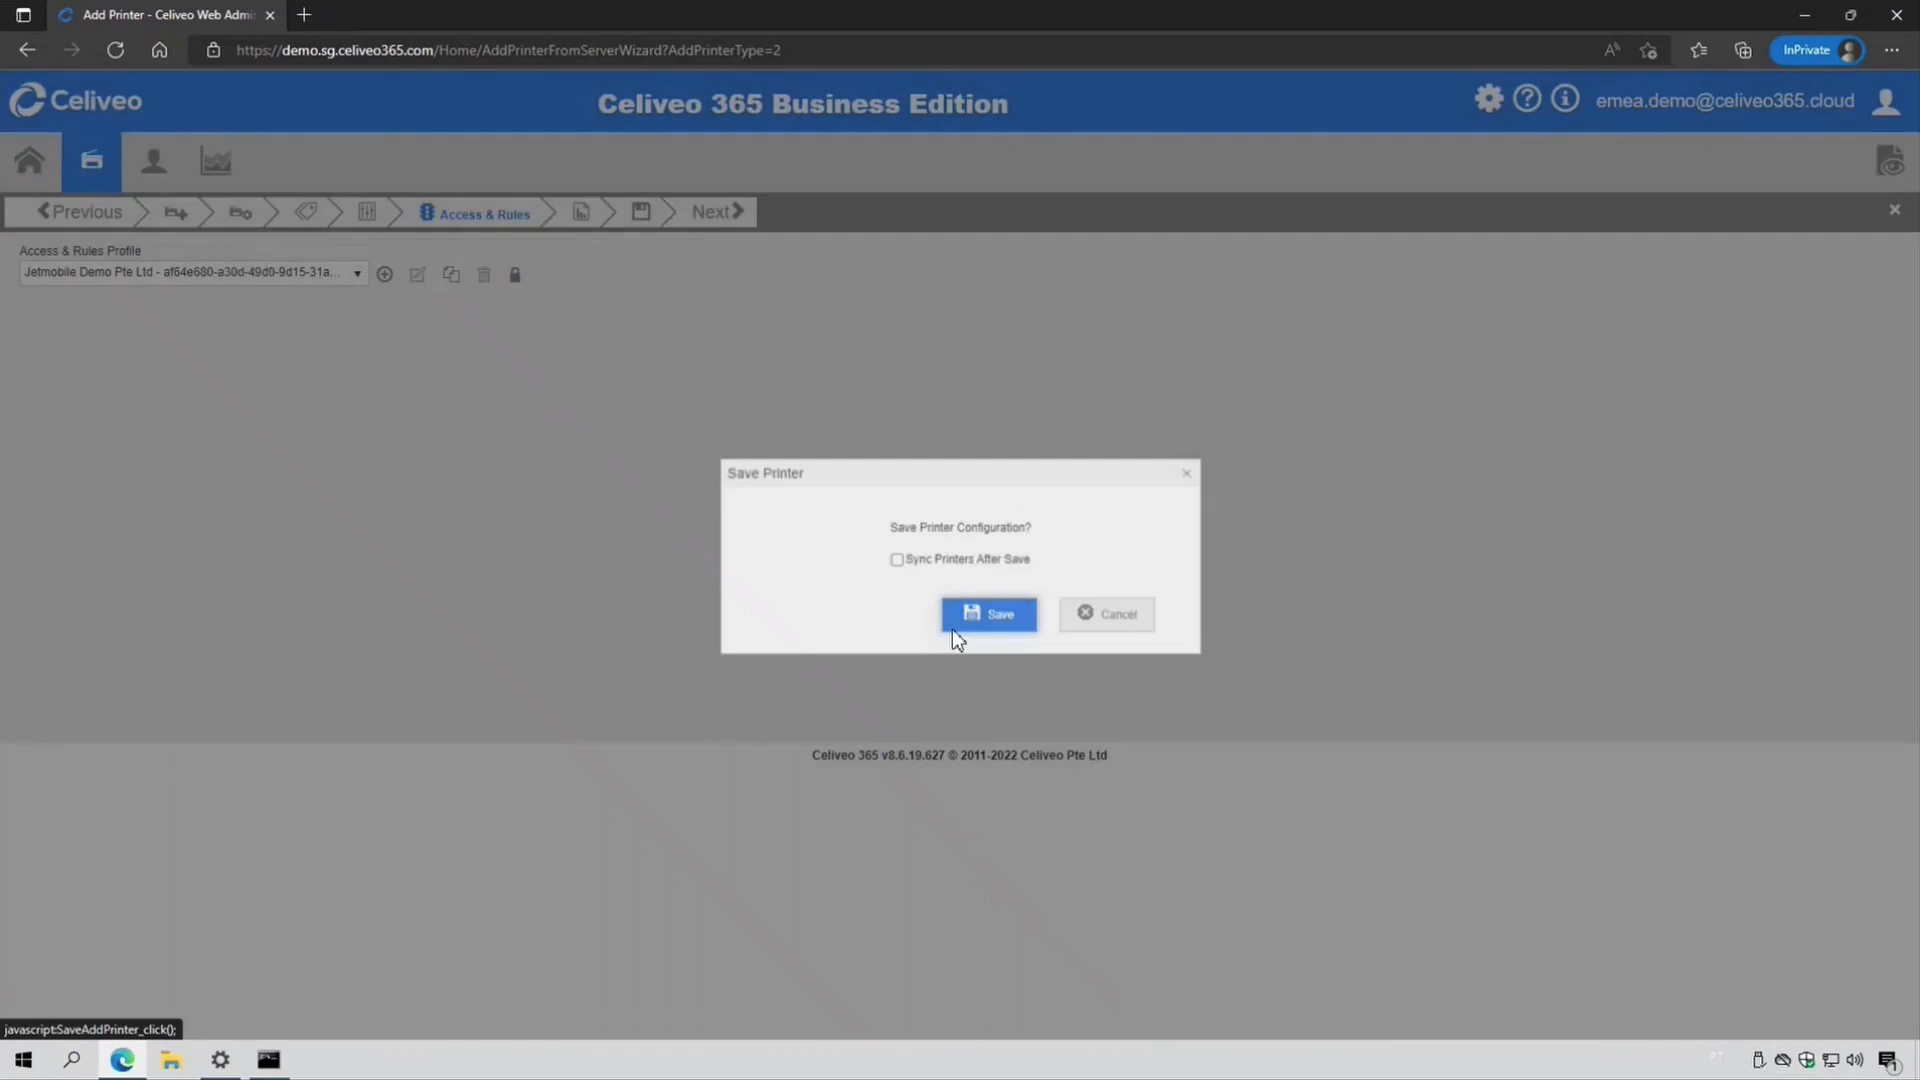 Add Printer - Celiveo Web Admi
https://demo.sg.celiveo365.com/Home/AddPrinterFromServerWizard?AddPrinterType=2
InPrivate
Celiveo
Celiveo 365 Business Edition
emea.demo@celiveo365.cloud
Previous
Access & Rules
Next
Access & Rules Profile
Jetmobile Demo Pte Ltd - af64e680-a30d-49d0-9d15-31a...
Save Printer
Save Printer Configuration?
Sync Printers After Save
Save
Cancel
Celiveo 365 v8.6.19.627 © 2011-2022 Celiveo Pte Ltd
javascript:SaveAddPrinter_click();
1